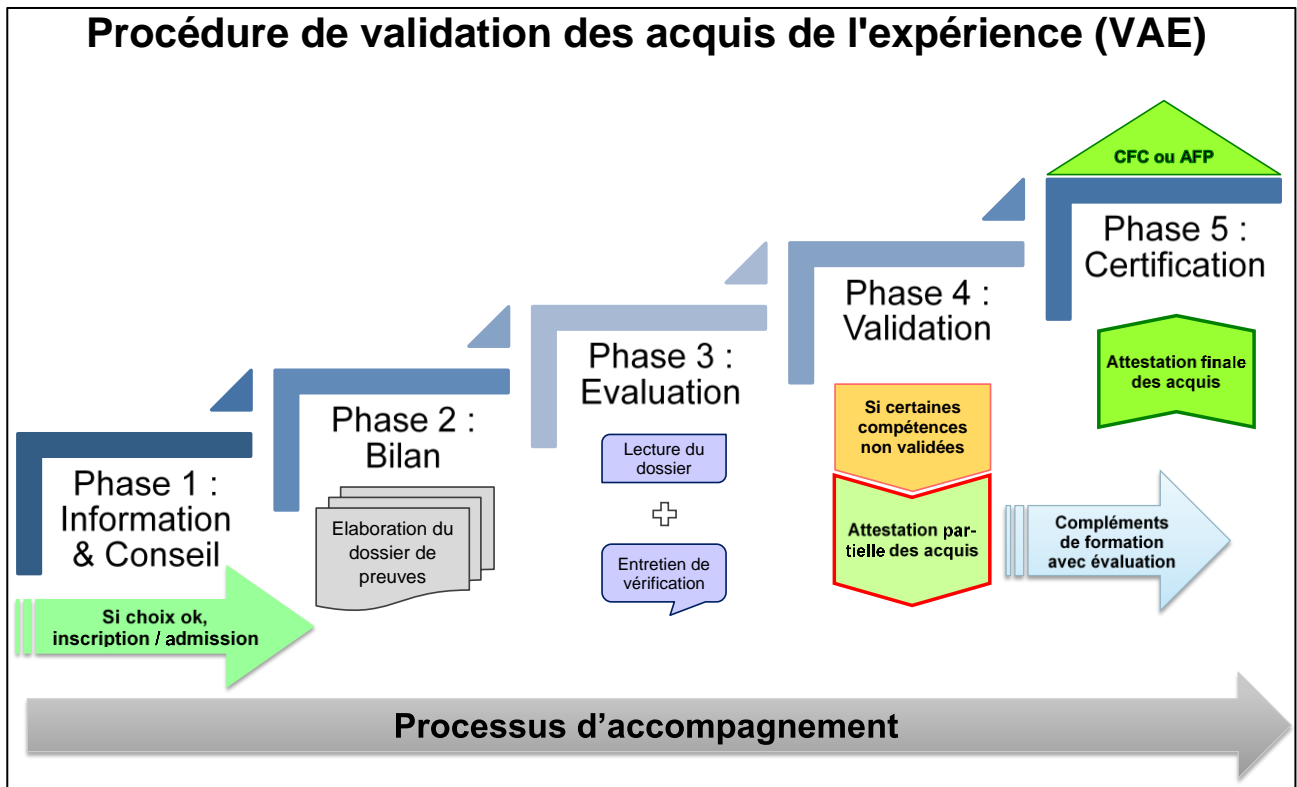 Procédure de validation des acquis de l'expérience (VAE)
Phase 1 :
Information
& Conseil
Si choix ok,
inscription / admission
Phase 2 :
Bilan
Elaboration du
dossier de
preuves
Phase 3 :
Evaluation
Lecture du
dossier
Entretien de
vérification
Phase 4 :
Validation
Si certaines
compétences
non validées
Attestation par-
tielle des acquis
Compléments
de formation
avec évaluation
CFC ou AFP
Phase 5 :
Certification
Attestation finale
des acquis
Processus d’accompagnement